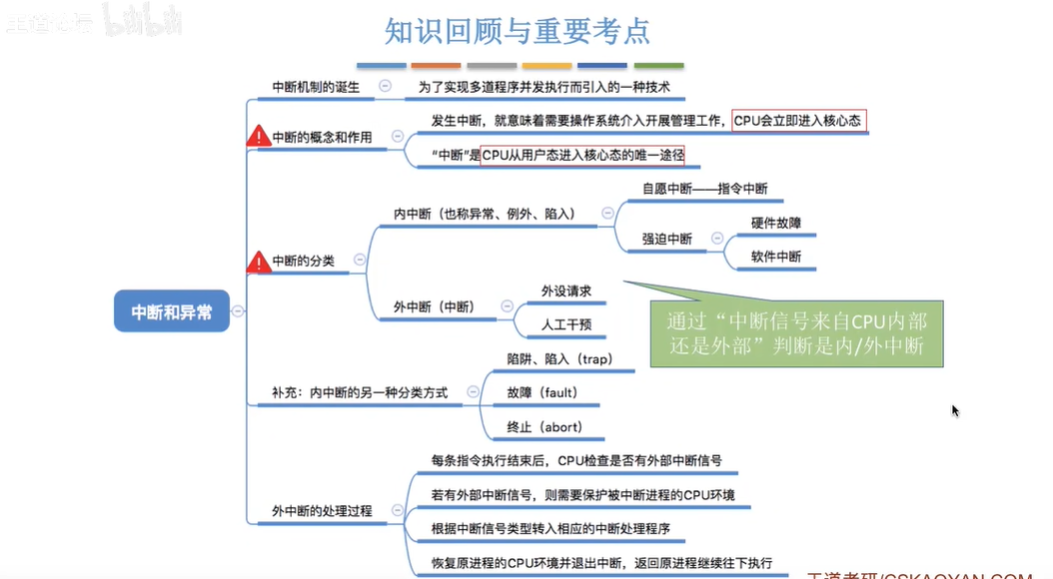 知识回顾与重要考点
中断机制的诞生
为了实现多道程序并发执行而引入的一种技术
中断的概念和作用
发生中断，就意味着需要操作系统介入开展管理工作，CPU会立即进入核心态
“中断”是CPU从用户态进入核心态的唯一途径
中断和异常
中断的分类
内中断（也称异常、例外、陷入）
自愿中断——指令中断
强迫中断
硬件故障
软件中断
外中断（中断）
外设请求
人工干预
通过“中断信号来自CPU内部
还是外部”判断是内/外中断
补充：内中断的另一种分类方式
陷阱、陷入（trap）
故障（fault）
终止（abort）
外中断的处理过程
每条指令执行结束后，CPU检查是否有外部中断信号
若有外部中断信号，则需要保护被中断进程的CPU环境
根据中断信号类型转入相应的中断处理程序
恢复原进程的CPU环境并退出中断，返回原进程继续往下执行
王道考研/CSKAOYAN.COM